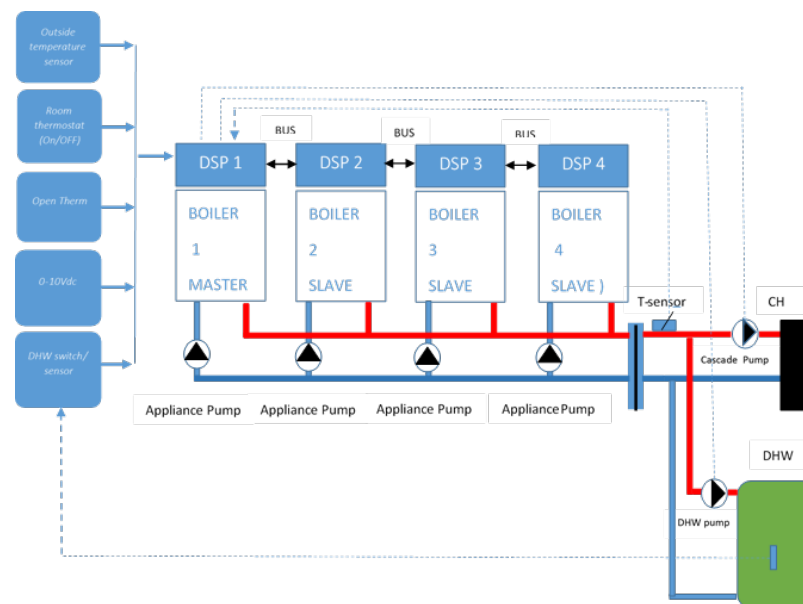 Outside
temperature
sensor
Room
thermostat
(On/OFF)
Open Therm
0-10Vdc
DHW switch/
sensor
BUS
BUS
BUS
DSP 1
DSP 2
DSP 3
DSP 4
BOILER
1
MASTER
BOILER
2
SLAVE
BOILER
3
SLAVE
BOILER
4
SLAVE )
T-sensor
CH
Cascade Pump
Appliance Pump
Appliance Pump
Appliance Pump
Appliance Pump
DHW
DHW pump